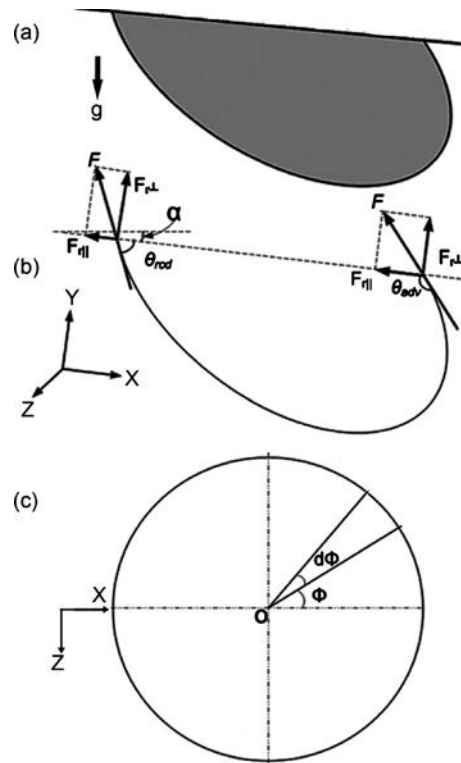 (a)
g
F
F
F_r⊥
α
F_r⊥
F_r||
θ_rcd
F_r||
θ_adv
(b)
Y
X
Z
(c)
dΦ
X
Φ
O
Z